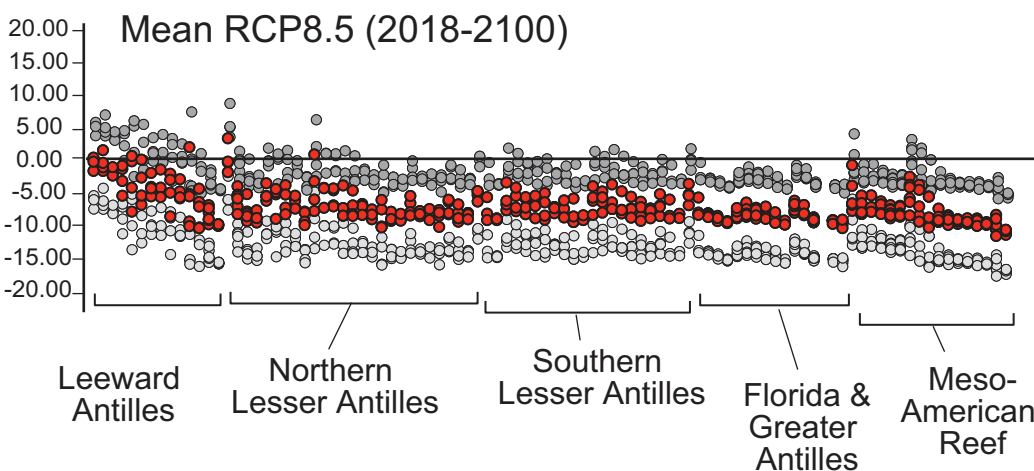 Mean RCP8.5 (2018-2100)
20.00
15.00
10.00
5.00
0.00
-5.00
-10.00
-15.00
-20.00
Leeward
Antilles
Northern
Lesser Antilles
Southern
Lesser Antilles
Florida &
Greater
Antilles
Meso-
American
Reef